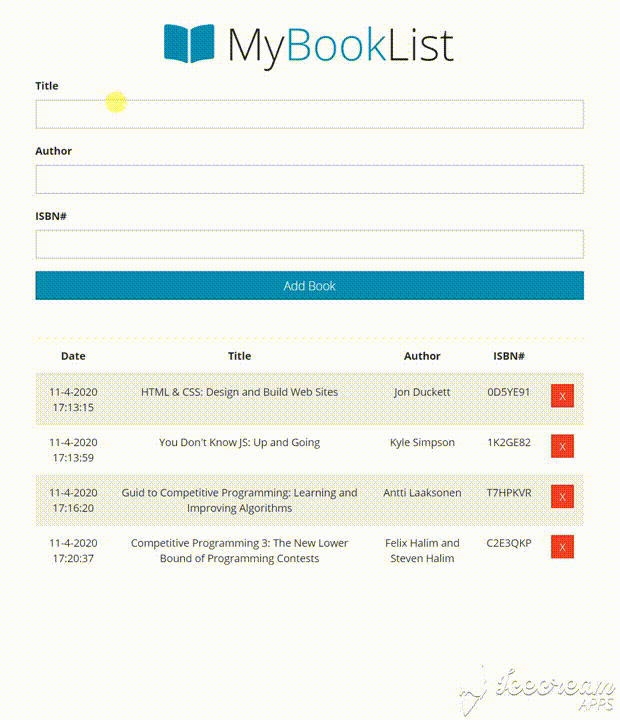 MyBookList
Title
Author
ISBN#
Add Book
Date Title Author ISBN#
11-4-2020 HTML & CSS: Design and Build Web Sites Jon Duckett 0D5YE91 X
17:13:15
11-4-2020 You Don't Know JS: Up and Going Kyle Simpson 1K2GE82 X
17:13:59
11-4-2020 Guid to Competitive Programming: Learning and Antti Laaksonen T7HPKVR X
17:16:20 Improving Algorithms
11-4-2020 Competitive Programming 3: The New Lower Felix Halim and C2E3QKP X
17:20:37 Bound of Programming Contests Steven Halim
Icecream
APPS